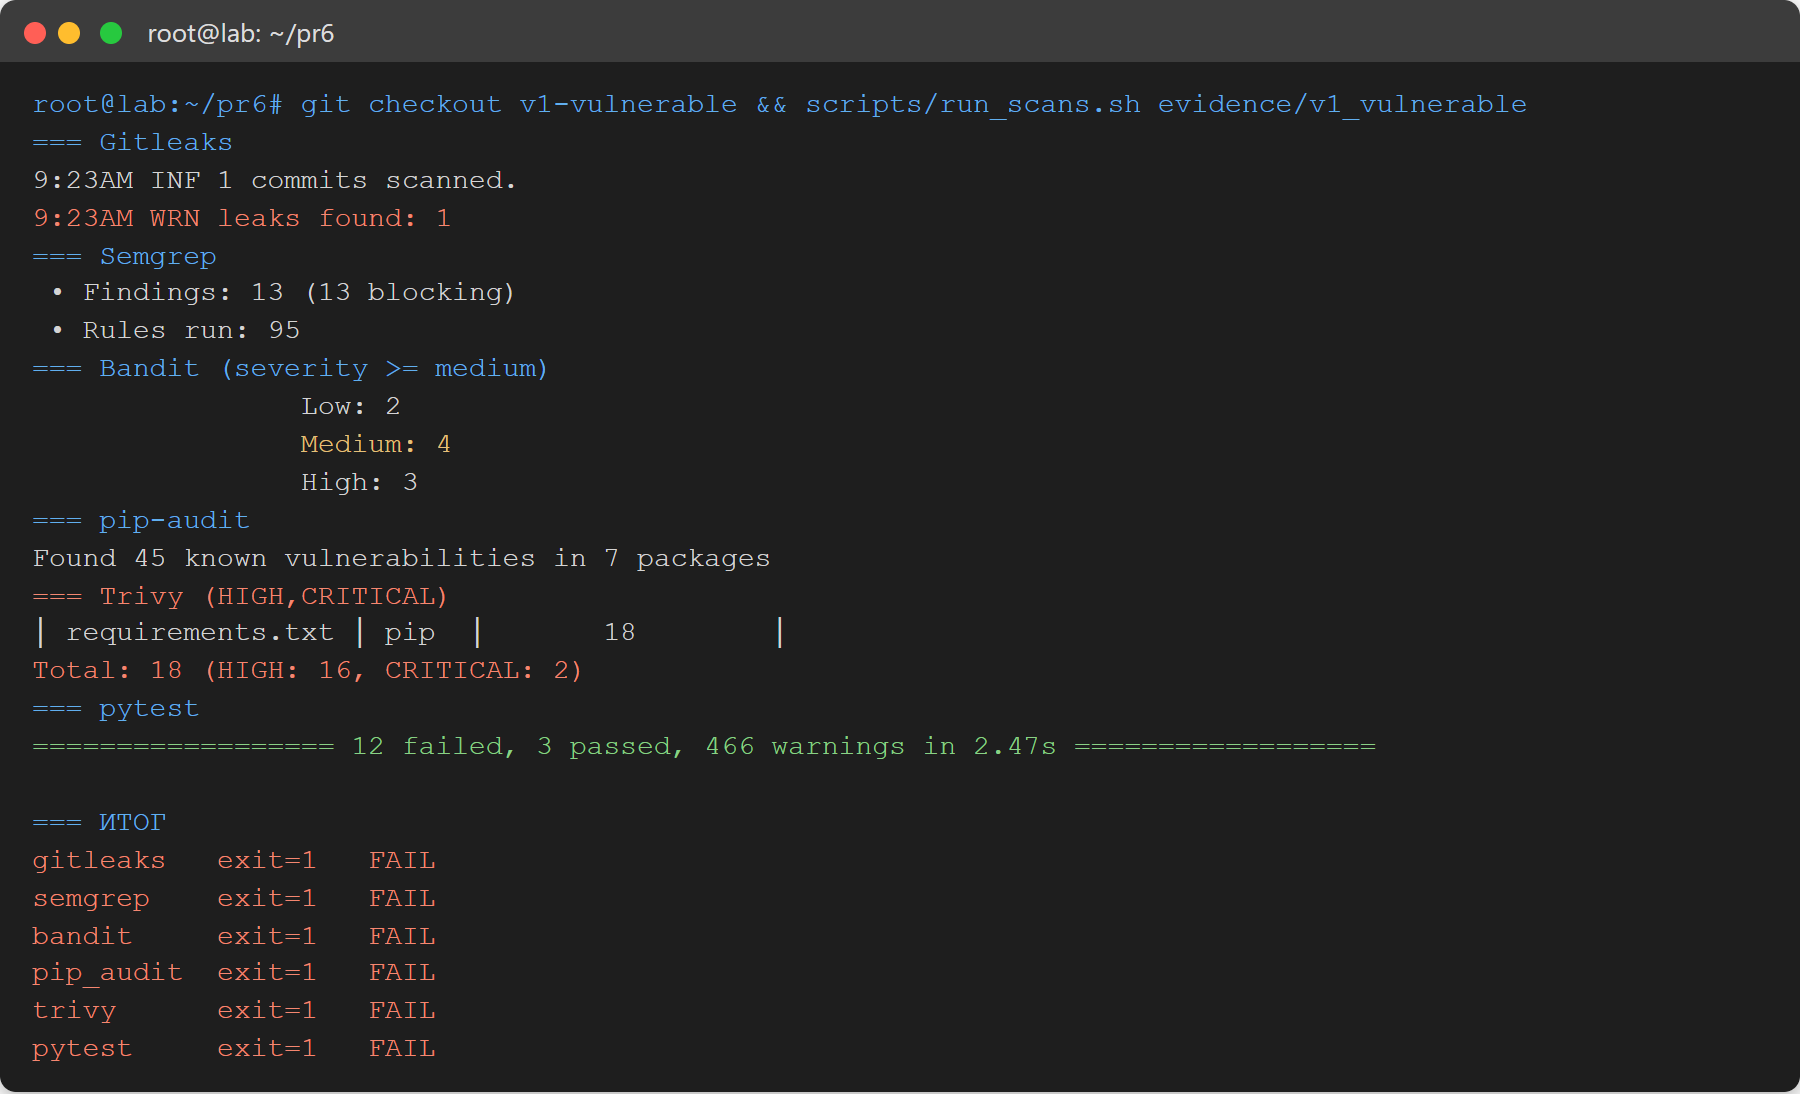 root@lab: ~/pr6
root@lab:~/pr6# git checkout v1-vulnerable && scripts/run_scans.sh evidence/v1_vulnerable
=== Gitleaks
9:23AM INF 1 commits scanned.
9:23AM WRN leaks found: 1
=== Semgrep
 • Findings: 13 (13 blocking)
 • Rules run: 95
=== Bandit (severity >= medium)
                Low: 2
                Medium: 4
                High: 3
=== pip-audit
Found 45 known vulnerabilities in 7 packages
=== Trivy (HIGH,CRITICAL)
│ requirements.txt │ pip  │       18        │
Total: 18 (HIGH: 16, CRITICAL: 2)
=== pytest
================== 12 failed, 3 passed, 466 warnings in 2.47s ==================
=== ИТОГ
gitleaks   exit=1   FAIL
semgrep    exit=1   FAIL
bandit     exit=1   FAIL
pip_audit  exit=1   FAIL
trivy      exit=1   FAIL
pytest     exit=1   FAIL